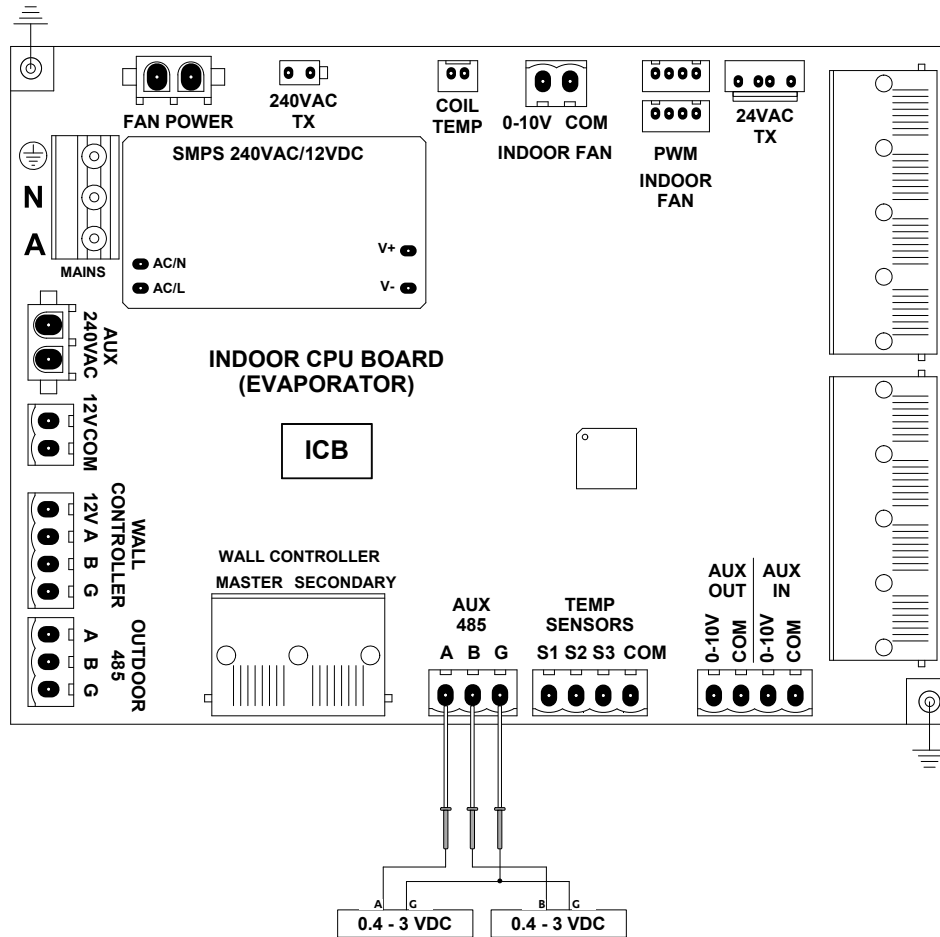 FAN POWER
240VAC
TX
COIL
TEMP
0-10V COM
INDOOR FAN
PWM
INDOOR
FAN
24VAC
TX
SMPS 240VAC/12VDC
V+
V-
AC/N
AC/L
N
A
MAINS
AUX
240VAC
INDOOR CPU BOARD
(EVAPORATOR)
ICB
12V COM
WALL
CONTROLLER
12V A B G
OUTDOOR
485
A B G
WALL CONTROLLER
MASTER SECONDARY
AUX
485
A B G
TEMP
SENSORS
S1 S2 S3 COM
AUX
OUT
AUX
IN
0-10V
COM
0-10V
COM
A G
0.4 - 3 VDC
B G
0.4 - 3 VDC